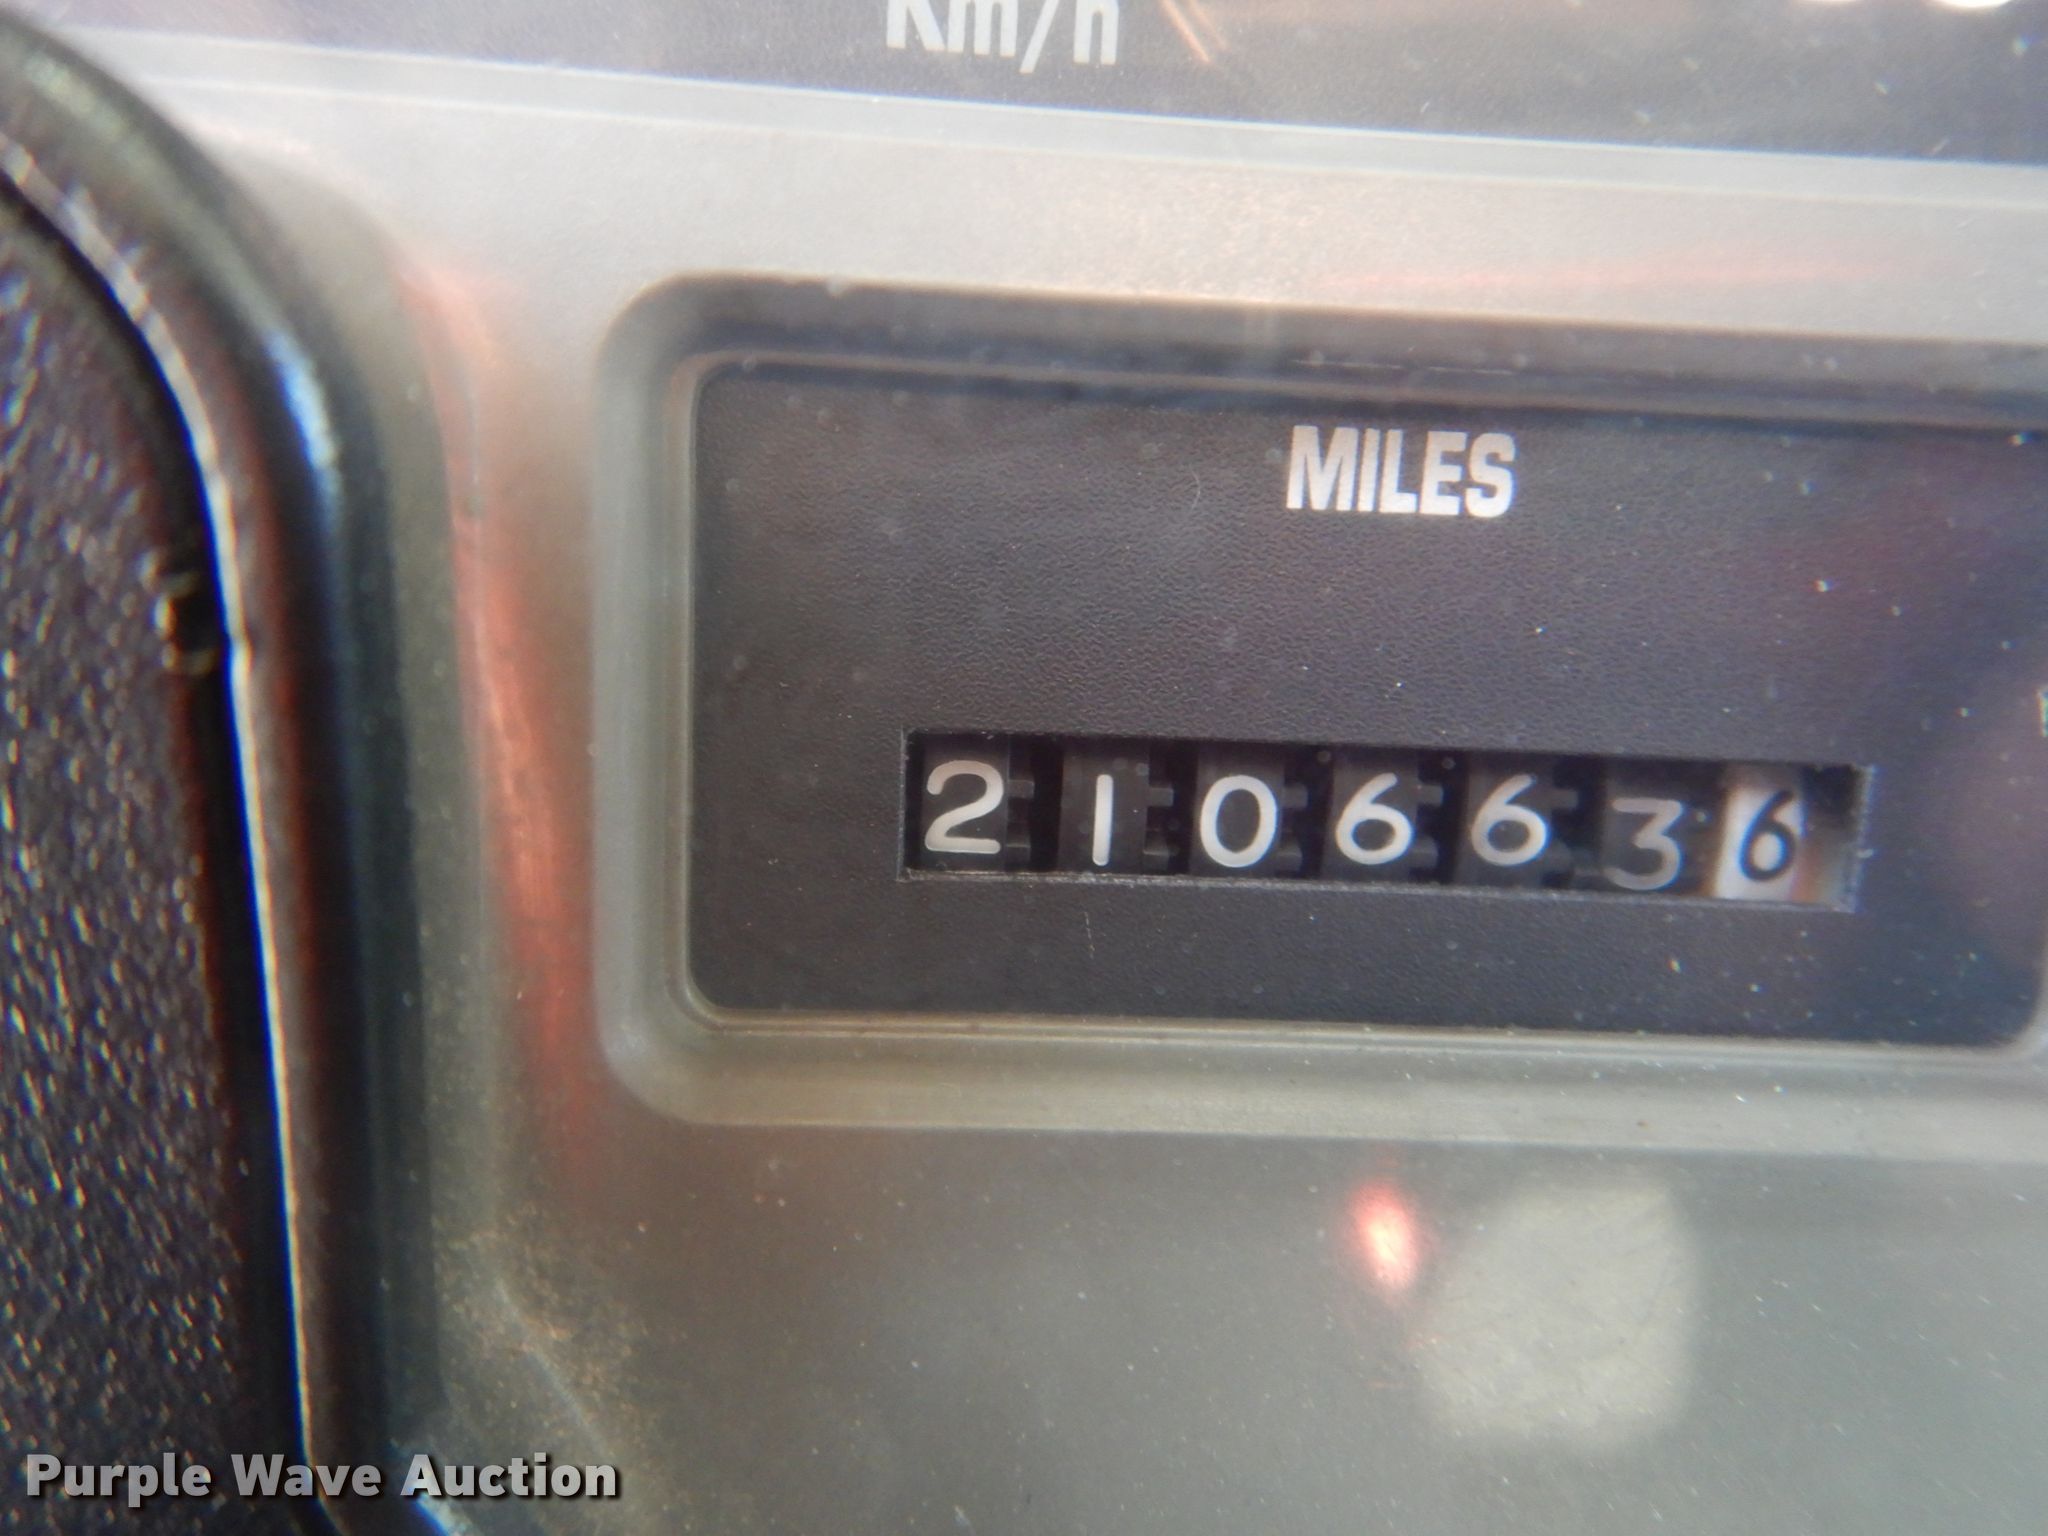 Km/h
MILES
2106636
Purple Wave Auction